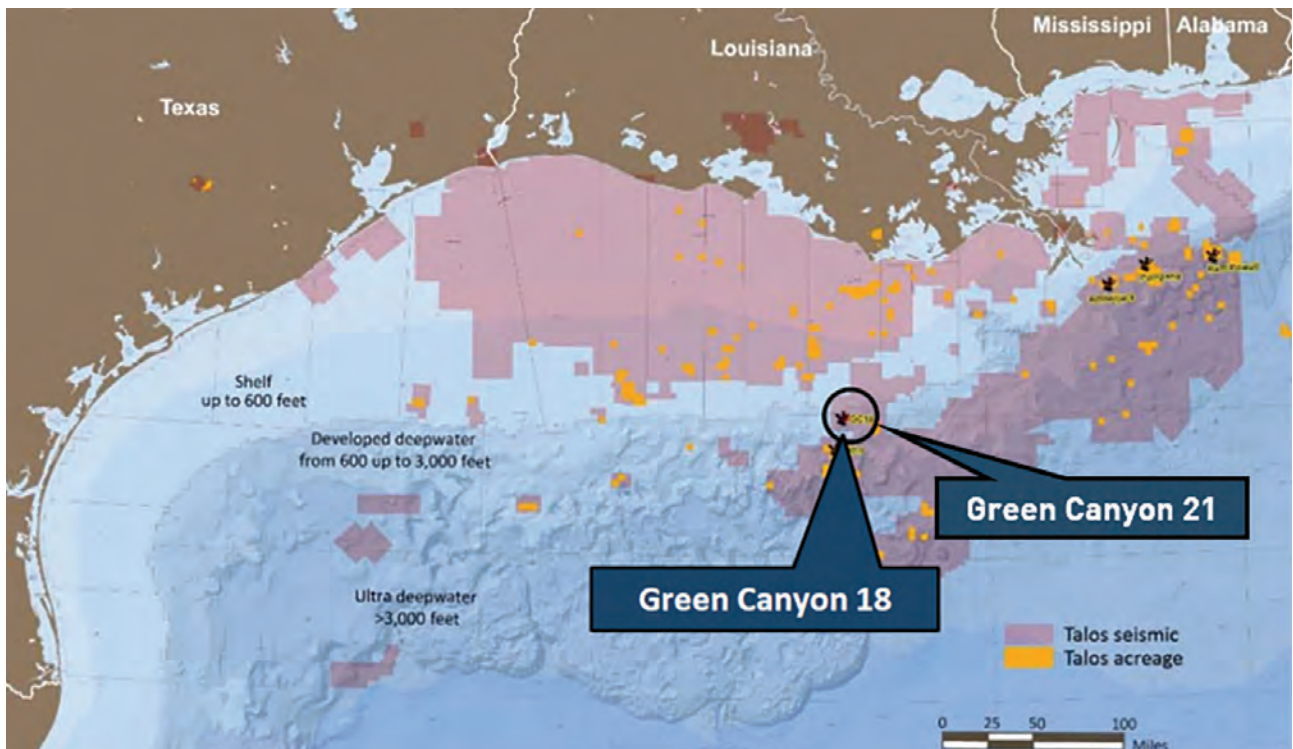 Mississippi
Alabama
Louisiana
Texas
Shelf
up to 600 feet
Developed deepwater
from 600 up to 3,000 feet
Green Canyon 21
Green Canyon 18
Ultra deepwater
>3,000 feet
Talos seismic
Talos acreage
0 25 50 100
Miles